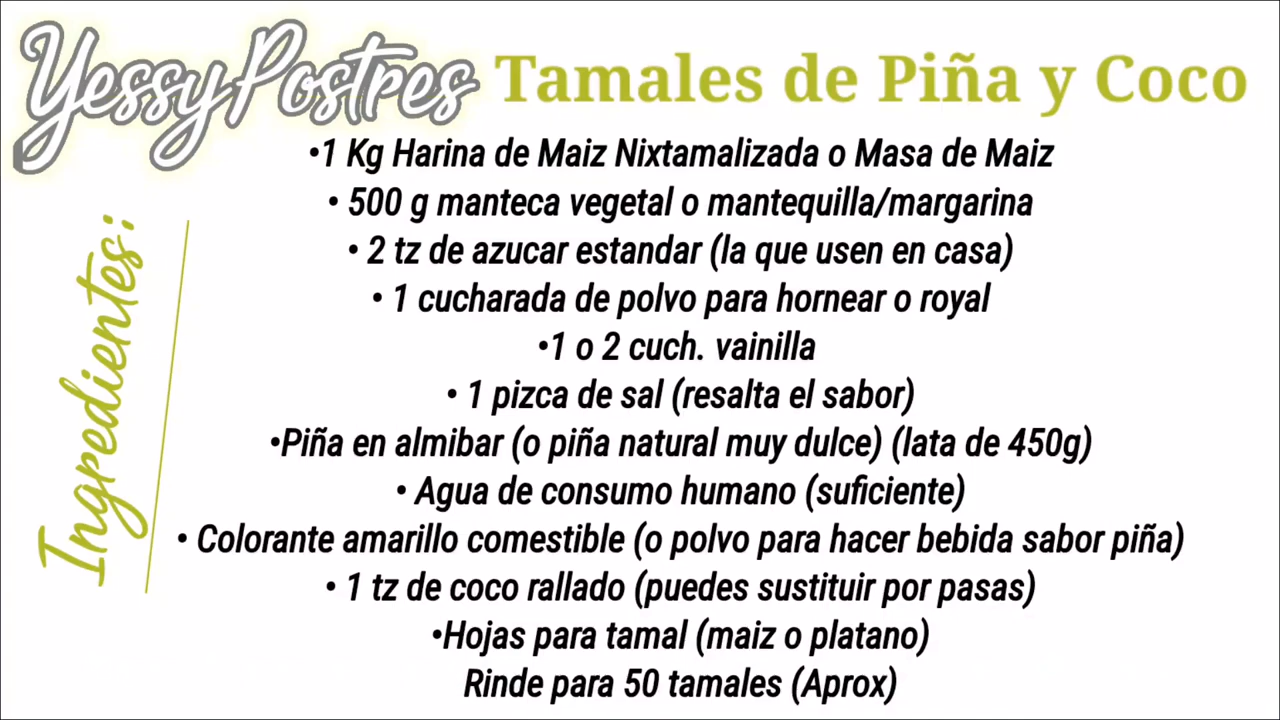 YessyPostres Tamales de Piña y Coco
Ingredientes:
•1 Kg Harina de Maiz Nixtamalizada o Masa de Maiz
• 500 g manteca vegetal o mantequilla/margarina
• 2 tz de azucar estandar (la que usen en casa)
• 1 cucharada de polvo para hornear o royal
•1 o 2 cuch. vainilla
• 1 pizca de sal (resalta el sabor)
•Piña en almibar (o piña natural muy dulce) (lata de 450g)
• Agua de consumo humano (suficiente)
• Colorante amarillo comestible (o polvo para hacer bebida sabor piña)
• 1 tz de coco rallado (puedes sustituir por pasas)
•Hojas para tamal (maiz o platano)
Rinde para 50 tamales (Aprox)